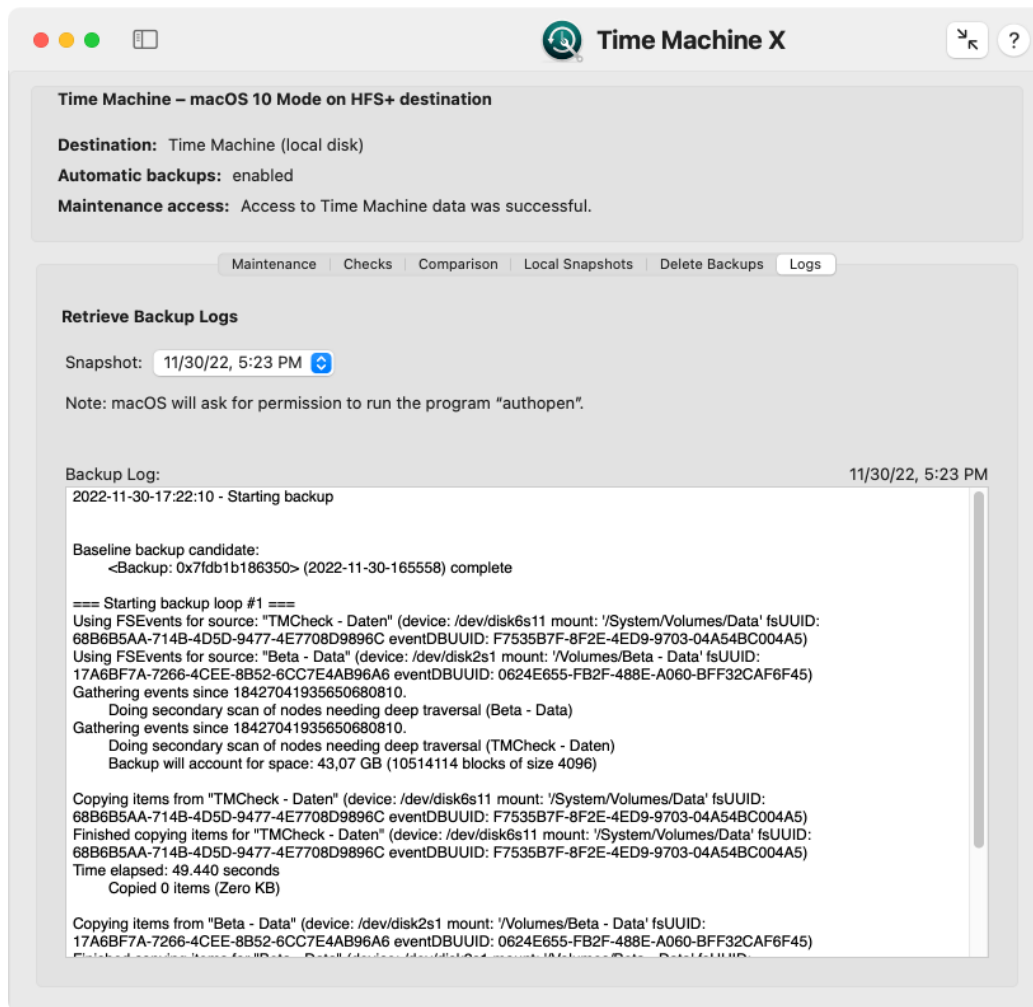 Time Machine X
?
Time Machine – macOS 10 Mode on HFS+ destination
Destination: Time Machine (local disk)
Automatic backups: enabled
Maintenance access: Access to Time Machine data was successful.
Maintenance Checks Comparison Local Snapshots Delete Backups Logs
Retrieve Backup Logs
Snapshot: 11/30/22, 5:23 PM
Note: macOS will ask for permission to run the program “authopen”.
Backup Log: 11/30/22, 5:23 PM
2022-11-30-17:22:10 - Starting backup
Baseline backup candidate:
<Backup: 0x7fdb1b186350> (2022-11-30-165558) complete
=== Starting backup loop #1 ===
Using FSEvents for source: "TMCheck - Daten" (device: /dev/disk6s11 mount: '/System/Volumes/Data' fsUUID:
68B6B5AA-714B-4D5D-9477-4E7708D9896C eventDBUUID: F7535B7F-8F2E-4ED9-9703-04A54BC004A5)
Using FSEvents for source: "Beta - Data" (device: /dev/disk2s1 mount: '/Volumes/Beta - Data' fsUUID:
17A6BF7A-7266-4CEE-8B52-6CC7E4AB96A6 eventDBUUID: 0624E655-FB2F-488E-A060-BFF32CAF6F45)
Gathering events since 18427041935650680810.
Doing secondary scan of nodes needing deep traversal (Beta - Data)
Gathering events since 18427041935650680810.
Doing secondary scan of nodes needing deep traversal (TMCheck - Daten)
Backup will account for space: 43,07 GB (10514114 blocks of size 4096)
Copying items from "TMCheck - Daten" (device: /dev/disk6s11 mount: '/System/Volumes/Data' fsUUID:
68B6B5AA-714B-4D5D-9477-4E7708D9896C eventDBUUID: F7535B7F-8F2E-4ED9-9703-04A54BC004A5)
Finished copying items for "TMCheck - Daten" (device: /dev/disk6s11 mount: '/System/Volumes/Data' fsUUID:
68B6B5AA-714B-4D5D-9477-4E7708D9896C eventDBUUID: F7535B7F-8F2E-4ED9-9703-04A54BC004A5)
Time elapsed: 49.440 seconds
Copied 0 items (Zero KB)
Copying items from "Beta - Data" (device: /dev/disk2s1 mount: '/Volumes/Beta - Data' fsUUID:
17A6BF7A-7266-4CEE-8B52-6CC7E4AB96A6 eventDBUUID: 0624E655-FB2F-488E-A060-BFF32CAF6F45)